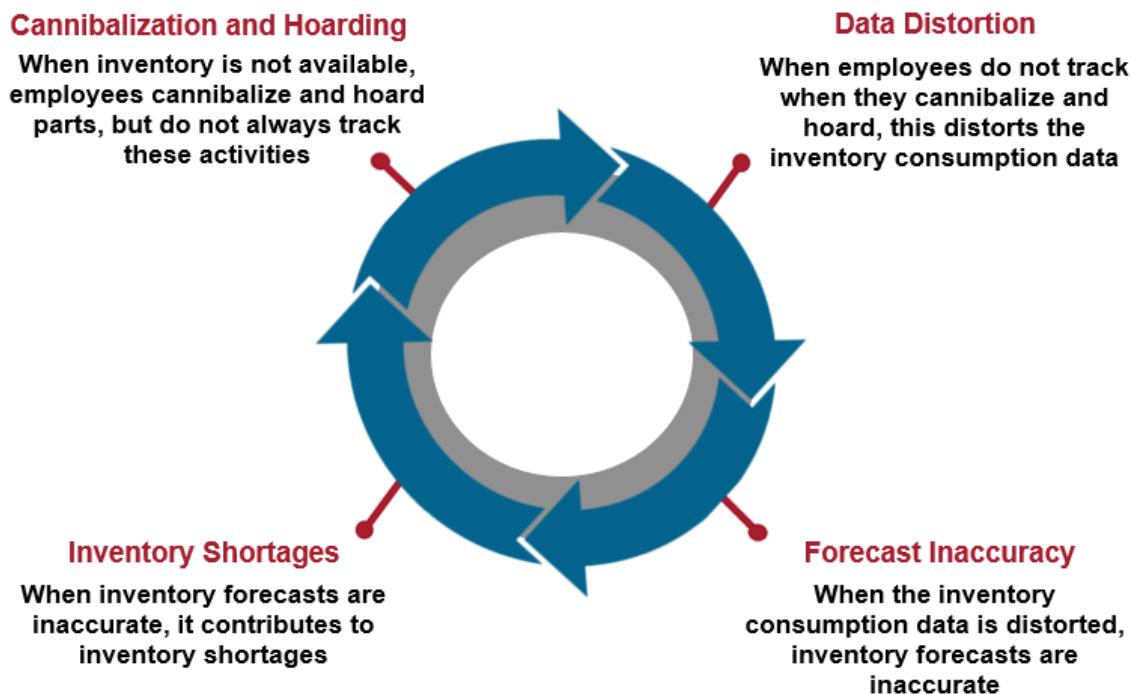 Cannibalization and Hoarding
When inventory is not available,
employees cannibalize and hoard
parts, but do not always track
these activities
Data Distortion
When employees do not track
when they cannibalize and
hoard, this distorts the
inventory consumption data
Inventory Shortages
When inventory forecasts are
inaccurate, it contributes to
inventory shortages
Forecast Inaccuracy
When the inventory
consumption data is distorted,
inventory forecasts are
inaccurate